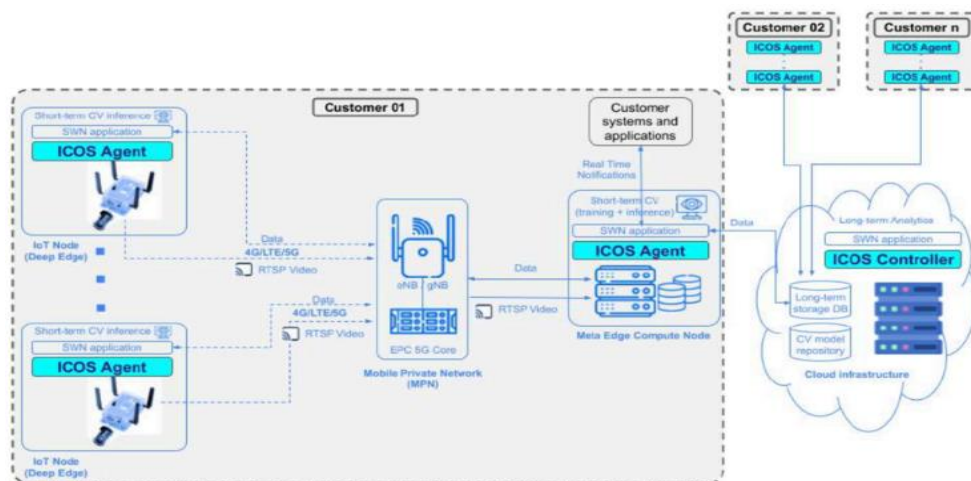 Customer 02
ICOS Agent
ICOS Agent
Customer n
ICOS Agent
ICOS Agent
Customer 01
Short-term CV inference
SWN application
ICOS Agent
IoT Node
(Deep Edge)
Data
4G/LTE/5G
RTSP Video
Short-term CV inference
SWN application
ICOS Agent
IoT Node
(Deep Edge)
Data
4G/LTE/5G
RTSP Video
eNB gNB
EPC 5G Core
Mobile Private Network
(MPN)
Data
RTSP Video
Customer
systems and
applications
Real Time
Notifications
Short-term CV
(training + inference)
SWN application
ICOS Agent
Meta Edge Compute Node
Data
Long-term Analytics
SWN application
ICOS Controller
Long-term
storage DB
CV model
repository
Cloud infrastructure